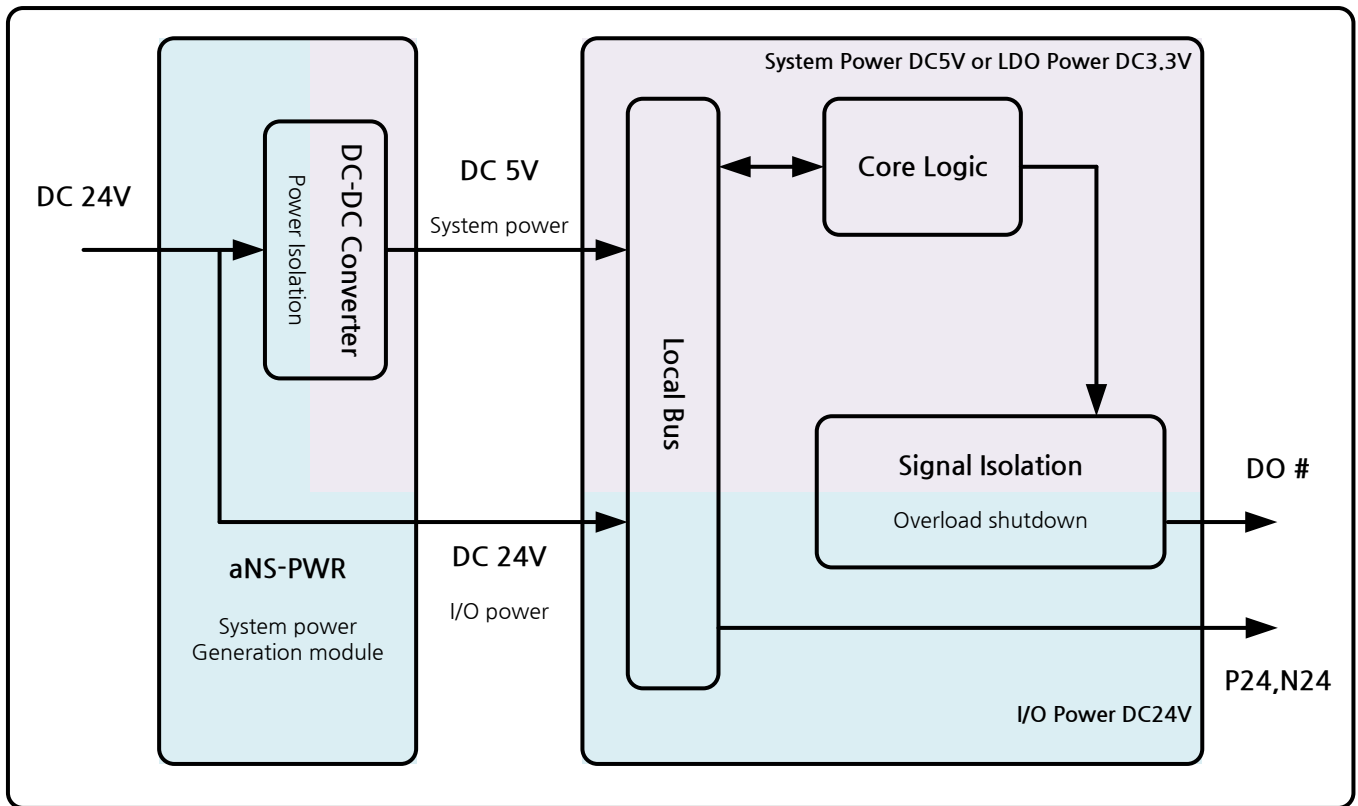 DC 24V
Power Isolation
DC-DC Converter
DC 5V
System power
aNS-PWR
System power
Generation module
DC 24V
I/O power
System Power DC5V or LDO Power DC3.3V
Local Bus
Core Logic
Signal Isolation
Overload shutdown
DO #
P24,N24
I/O Power DC24V